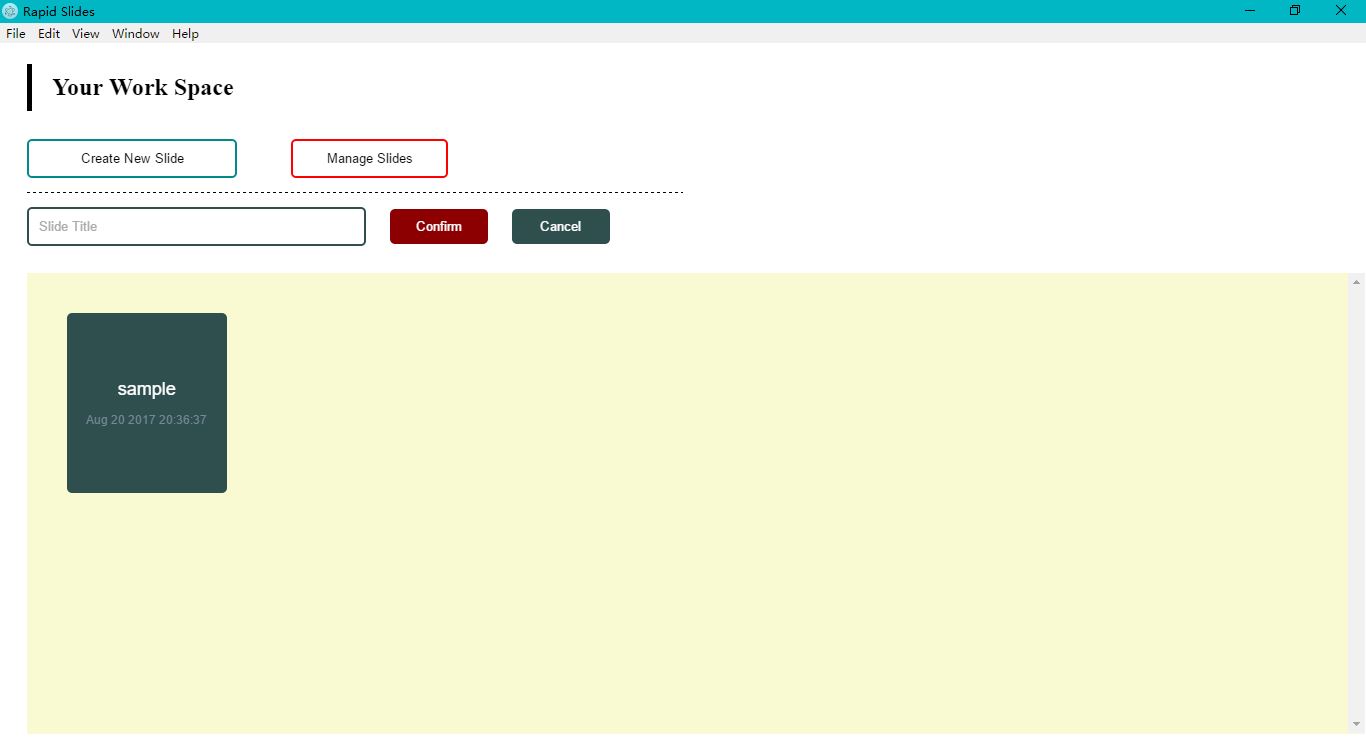 Rapid Slides
File Edit View Window Help
Your Work Space
Create New Slide Manage Slides
Slide Title Confirm Cancel
sample
Aug 20 2017 20:36:37